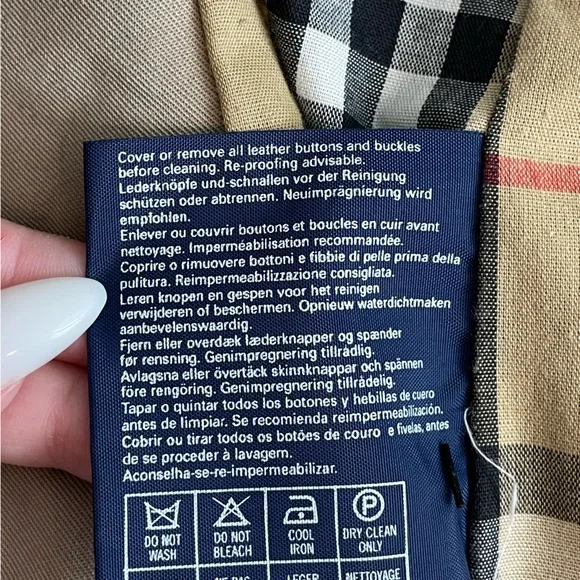 Cover or remove all leather buttons and buckles
before cleaning. Re-proofing advisable.
Lederknöpfe und-schnallen vor der Reinigung
schützen oder abtrennen. Neuimprägnierung wird
empfohlen.
Enlever ou couvrir boutons et boucles en cuir avant
nettoyage. Imperméabilisation recommandée.
Coprire o rimuovere bottoni e fibbie di pelle prima della
pulitura. Reimpermeabilizzazione consigliata.
Leren knopen en gespen voor het reinigen
verwijderen of beschermen. Opnieuw waterdichtmaken
aanbevelenswaardig.
Fjern eller overdæk læderknapper og spænder
før rensning. Genimpregnering tillrådlig.
Avlagsna eller övertäck skinnknappar och spännen
före rengöring. Genimpregnering tillrådelig.
Tapar o quintar todos los botones y hebillas de cuero
antes de limpiar. Se recomienda reimpermeabilización.
Cobrir ou tirar todos os botões de couro e fivelas, antes
de se proceder à lavagem.
Aconselha-se-re-impermeabilizar.
P
DO NOT WASH DO NOT BLEACH COOL IRON DRY CLEAN ONLY
NE PAS LEGER NETTOYAGE